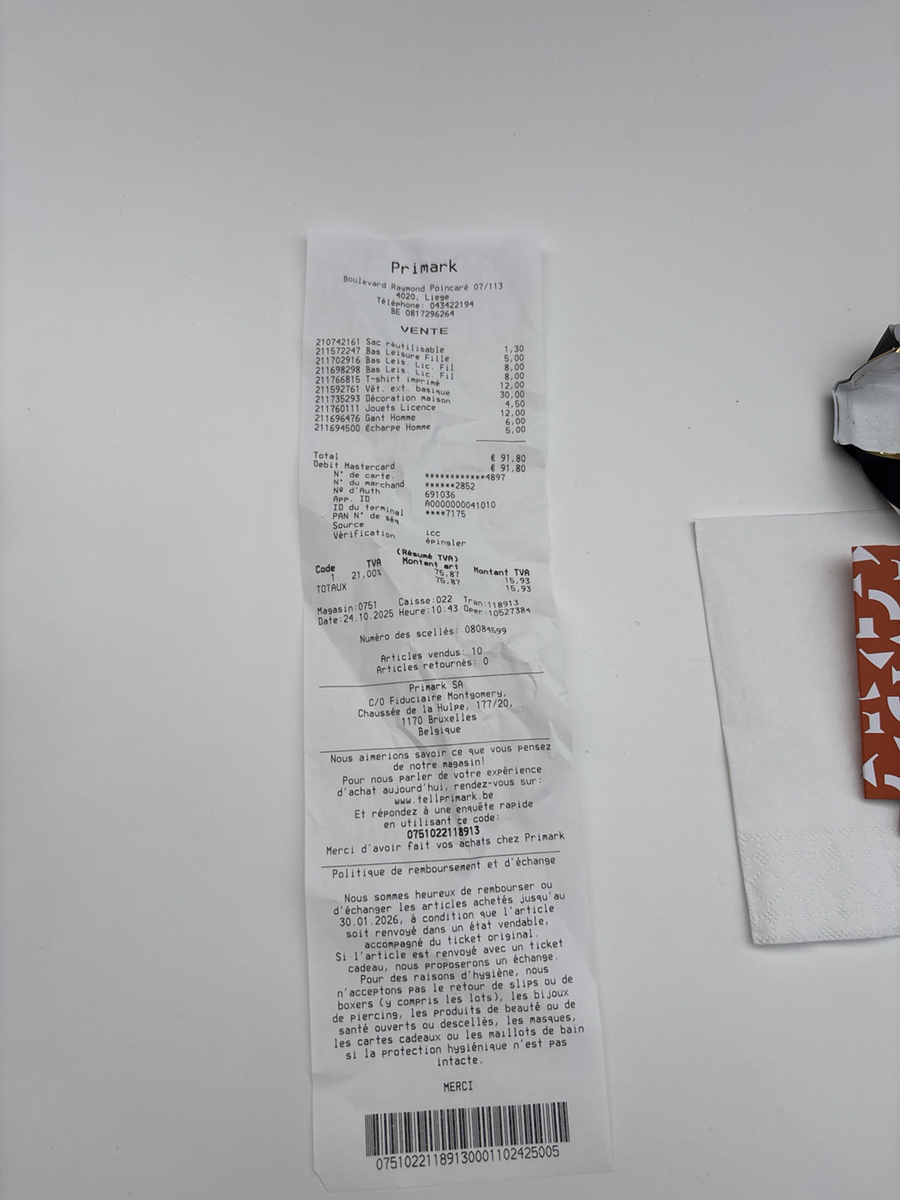 Primark
Boulevard Raymond Poincaré 07/113
4020, Liege
Téléphone: 043422194
BE 0817296264
VENTE
210742161 Sac réutilisable 1,30
211572247 Bas Leisure Fille 5,00
211702916 Bas Leis. Lic. Fil 8,00
211698298 Bas Leis. Lic. Fil 8,00
211766815 T-shirt imprimé 12,00
211592761 Vêt. ext. basique 30,00
211735293 Décoration maison 4,50
211760111 Jouets Licence 12,00
211696476 Gant Homme 6,00
211694500 Écharpe Homme 5,00
Total € 91,80
Debit Mastercard € 91,80
N° de carte. ************4897
N° du marchand ******2852
Nº d'Auth 691036
App. ID A0000000041010
ID du terminal ****7175
PAN N° de séq
Source icc
Vérification épingler
(Résumé TVA)
Code TVA Montant art Montant TVA
1 21,00% 75,87 15,93
TOTAUX 75,87 15,93
Magasin:0751 Caisse:022 Tran:118913
Date:24.10.2025 Heure:10:43 Oper:10527384
Numéro des scellés: 08084599
Articles vendus: 10
Articles retournés: 0
Primark SA
C/O Fiduciaire Montgomery,
Chaussée de la Hulpe, 177/20,
1170 Bruxelles
Belgique
Nous aimerions savoir ce que vous pensez
de notre magasin!
Pour nous parler de votre expérience
d'achat aujourd'hui, rendez-vous sur:
www.tellprimark.be
Et répondez à une enquête rapide
en utilisant ce code:
0751022118913
Merci d'avoir fait vos achats chez Primark
Politique de remboursement et d'échange
Nous sommes heureux de rembourser ou
d'échanger les articles achetés jusqu'au
30.01.2026, à condition que l'article
soit renvoyé dans un état vendable,
accompagné du ticket original.
Si l'article est renvoyé avec un ticket
cadeau, nous proposerons un échange.
Pour des raisons d'hygiène, nous
n'acceptons pas le retour de slips ou de
boxers (y compris les lots), les bijoux
de piercing, les produits de beauté ou de
santé ouverts ou descellés, les masques,
les cartes cadeaux ou les maillots de bain
si la protection hygiénique n'est pas
intacte.
MERCI
07510221189130001102425005